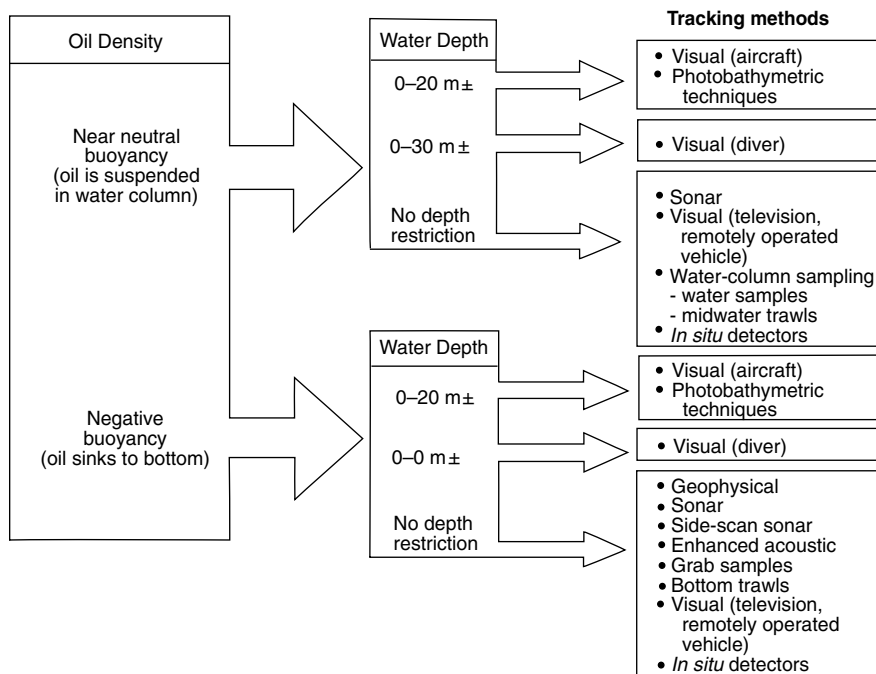 Oil Density
Near neutral
buoyancy
(oil is suspended
in water column)
Negative
buoyancy
(oil sinks to bottom)
Water Depth
0–20 m±
0–30 m±
No depth
restriction
Water Depth
0–20 m±
0–0 m±
No depth
restriction
Tracking methods
• Visual (aircraft)
• Photobathymetric
techniques
• Visual (diver)
• Sonar
• Visual (television,
remotely operated
vehicle)
• Water-column sampling
- water samples
- midwater trawls
• In situ detectors
• Visual (aircraft)
• Photobathymetric
techniques
• Visual (diver)
• Geophysical
• Sonar
• Side-scan sonar
• Enhanced acoustic
• Grab samples
• Bottom trawls
• Visual (television,
remotely operated
vehicle)
• In situ detectors